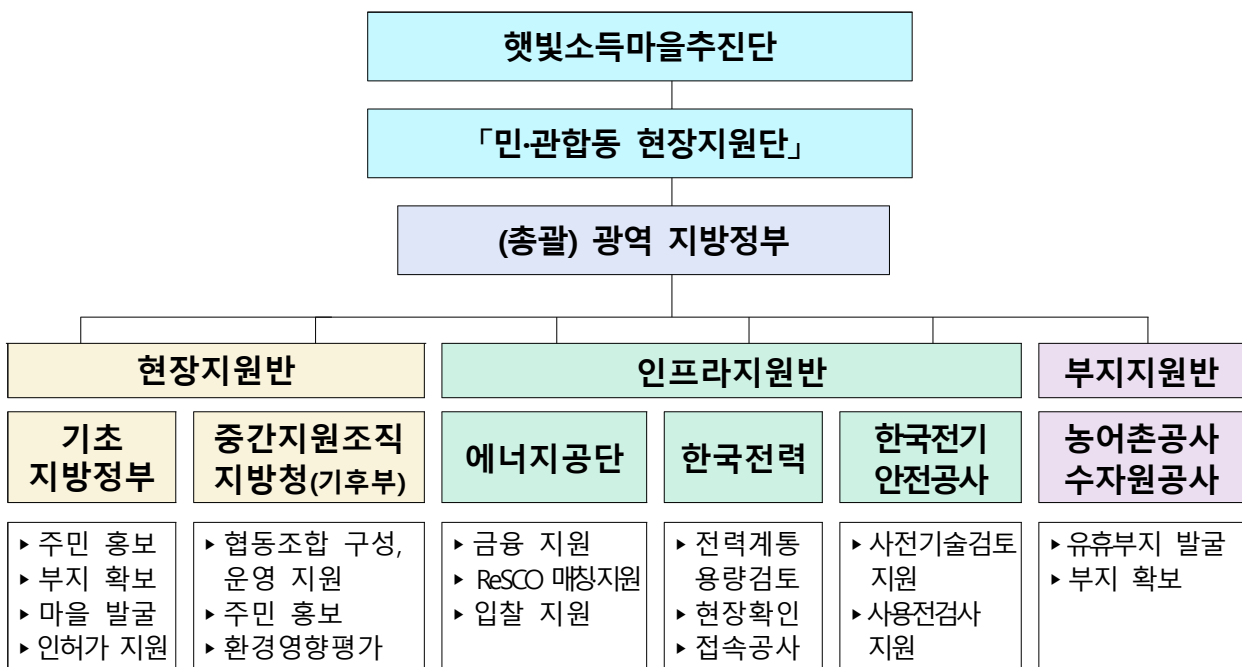 햇빛소득마을추진단
「민·관합동 현장지원단」
(총괄) 광역 지방정부
현장지원반
인프라지원반
부지지원반
기초
지방정부
중간지원조직
지방청(기후부)
에너지공단
한국전력
한국전기
안전공사
농어촌공사
수자원공사
▸ 주민 홍보
▸ 부지 확보
▸ 마을 발굴
▸ 인허가 지원
▸ 협동조합 구성,
운영 지원
▸ 주민 홍보
▸ 환경영향평가
▸ 금융 지원
▸ ReSCO 매칭지원
▸ 입찰 지원
▸ 전력계통
용량검토
▸ 현장확인
▸ 접속공사
▸ 사전기술검토
지원
▸ 사용전검사
지원
▸ 유휴부지 발굴
▸ 부지 확보